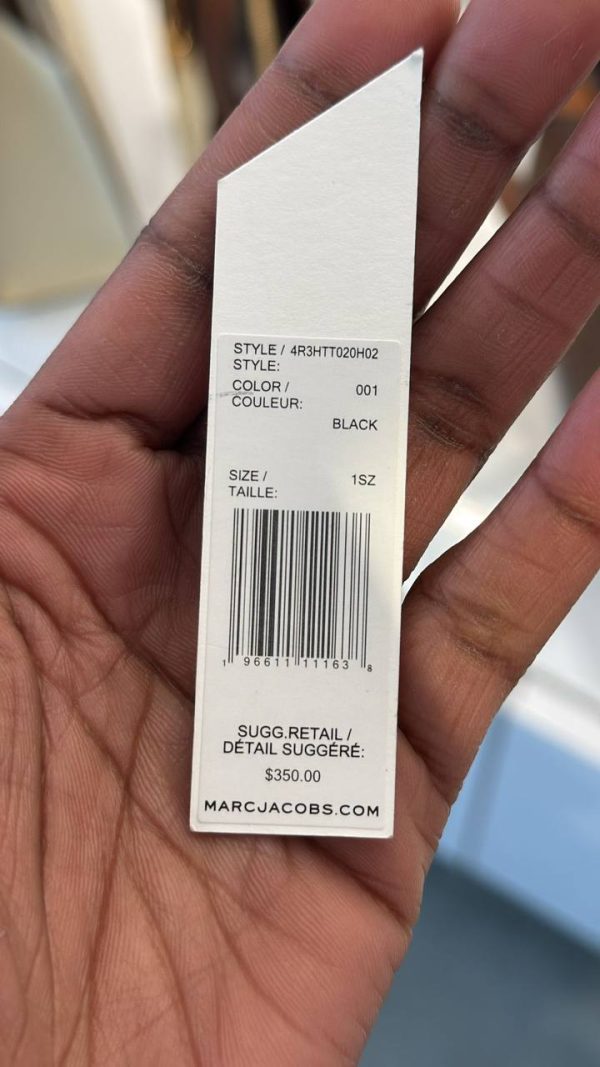 STYLE / 4R3HTT020H02
STYLE:
COLOR / 001
COULEUR:
BLACK
SIZE / 1SZ
TAILLE:
1 96611 11163 8
SUGG.RETAIL /
DÉTAIL SUGGÉRÉ:
$350.00
MARCJACOBS.COM